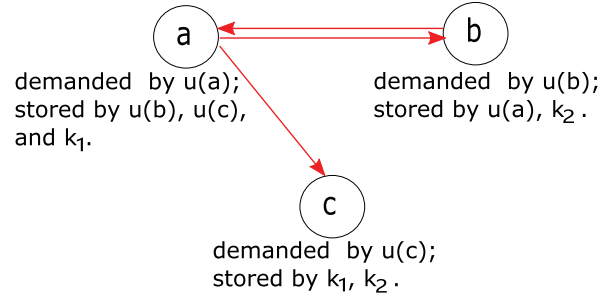 a
b
demanded by u(a);
stored by u(b), u(c),
and k₁.
demanded by u(b);
stored by u(a), k₂ .
c
demanded by u(c);
stored by k₁, k₂ .